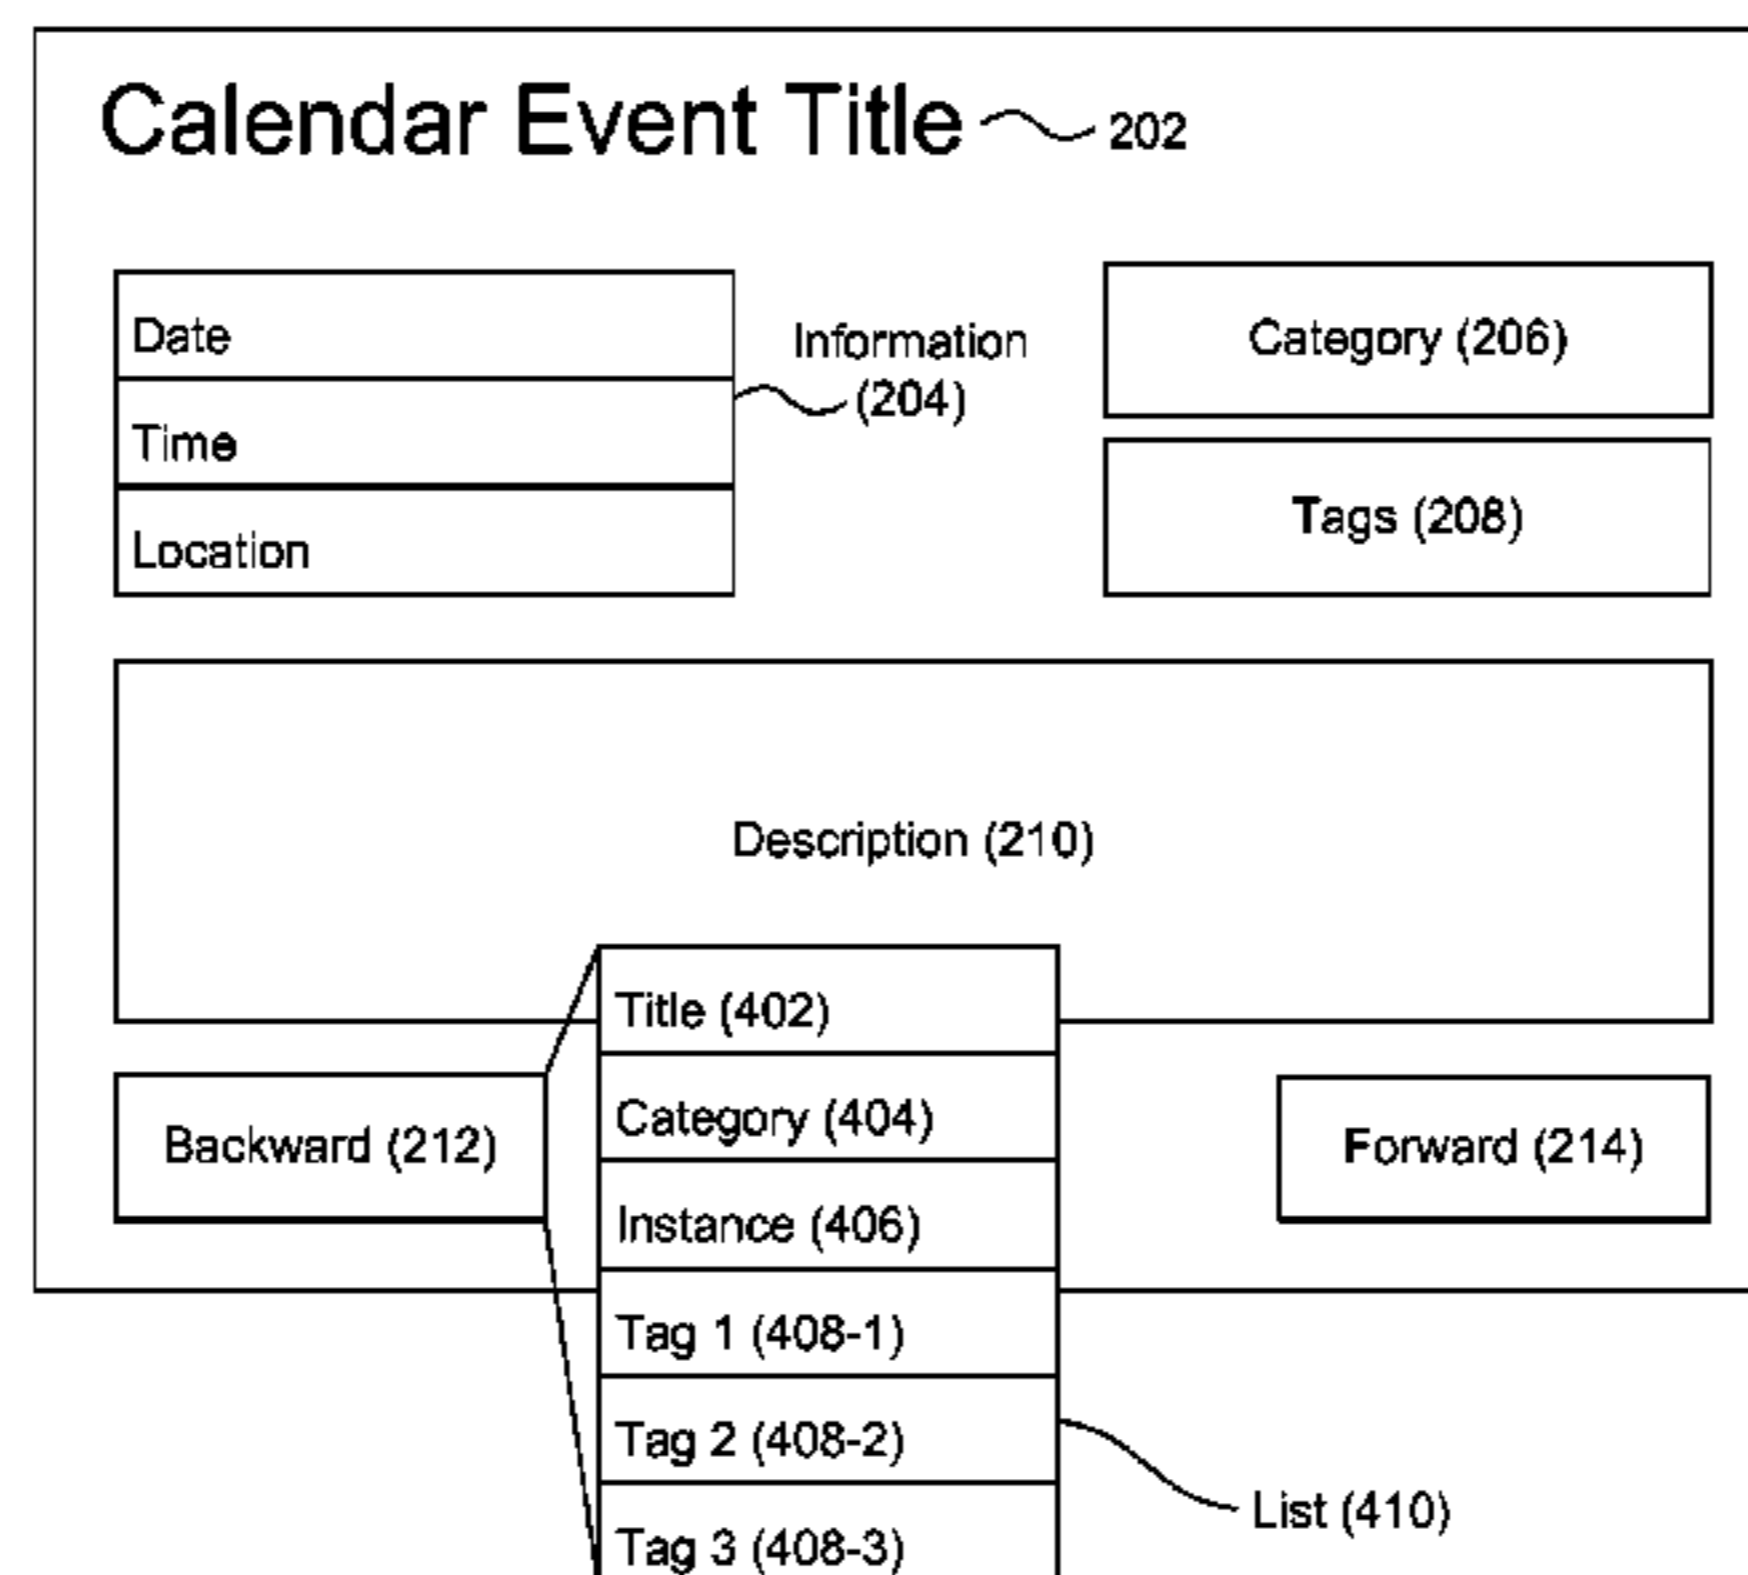 Calendar Event Title 202
Date
Time
Location
Information
(204)
Category (206)
Tags (208)
Description (210)
Title (402)
Category (404)
Instance (406)
Tag 1 (408-1)
Tag 2 (408-2)
Tag 3 (408-3)
Backward (212)
Forward (214)
List (410)